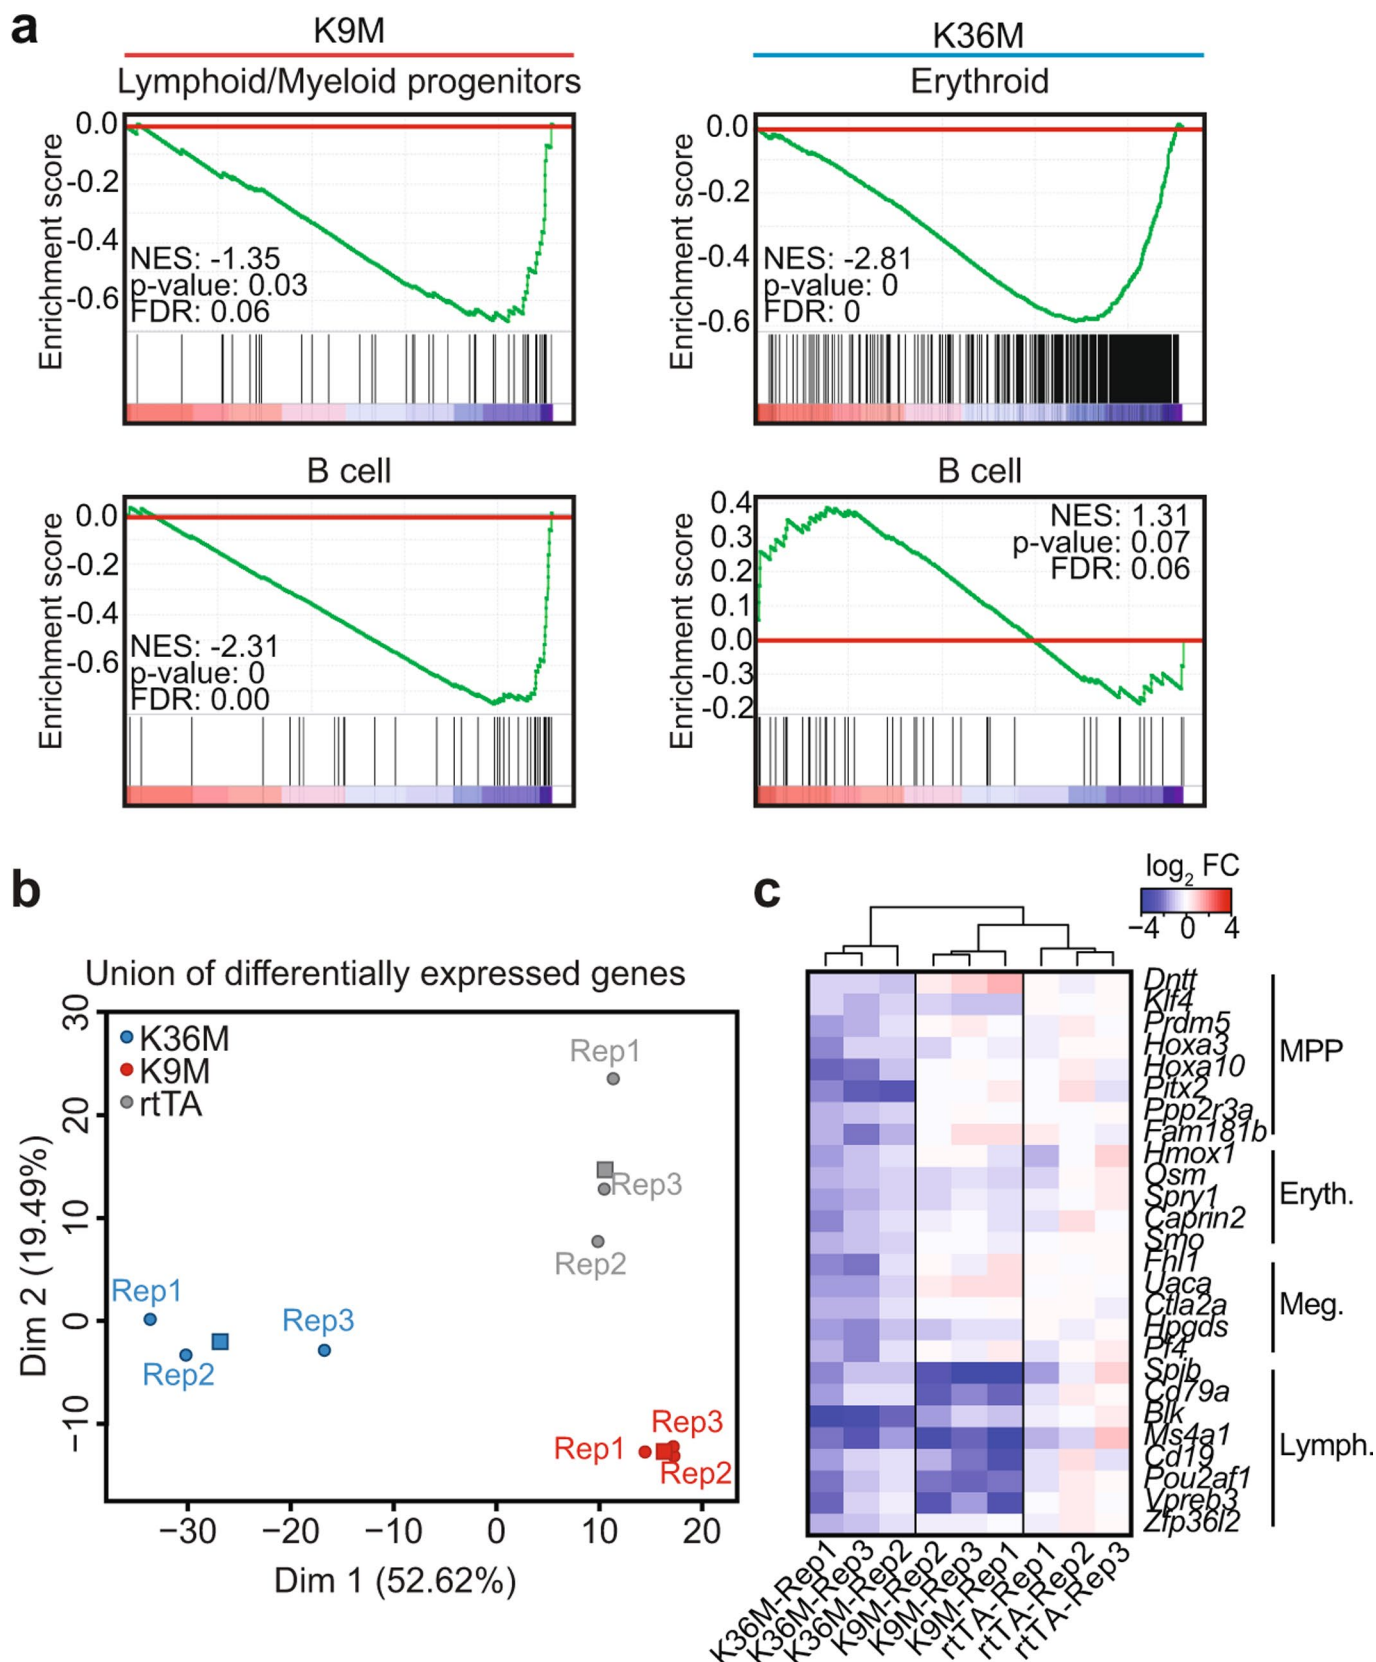 a
K9M
Lymphoid/Myeloid progenitors
Enrichment score
0.0
-0.2
-0.4
-0.6
NES: -1.35
p-value: 0.03
FDR: 0.06
K36M
Erythroid
Enrichment score
0.0
-0.2
-0.4
-0.6
NES: -2.81
p-value: 0
FDR: 0
B cell
Enrichment score
0.0
-0.2
-0.4
-0.6
NES: -2.31
p-value: 0
FDR: 0.00
B cell
Enrichment score
0.4
0.3
0.2
0.1
0.0
-0.3
-0.2
NES: 1.31
p-value: 0.07
FDR: 0.06
b
Union of differentially expressed genes
K36M
K9M
rtTA
Rep1
Rep3
Rep2
Rep1
Rep2
Rep3
Rep3
Rep1
Rep2
Dim 2 (19.49%)
30
20
10
0
−10
−30 −20 −10 0 10 20
Dim 1 (52.62%)
c
log2 FC
−4 0 4
Dntt
Klf4
Prdm5
Hoxa3
Hoxa10
Pitx2
Ppp2r3a
Fam181b
Hmox1
Osm
Spry1
Caprin2
Smo
Fhl1
Uaca
Ctla2a
Hpgds
Pf4
Spib
Cd79a
Blk
Ms4a1
Cd19
Pou2af1
Vpreb3
Zfp36l2
MPP
Eryth.
Meg.
Lymph.
K36M-Rep1
K36M-Rep3
K36M-Rep2
K9M-Rep2
K9M-Rep3
K9M-Rep1
rtTA-Rep1
rtTA-Rep2
rtTA-Rep3